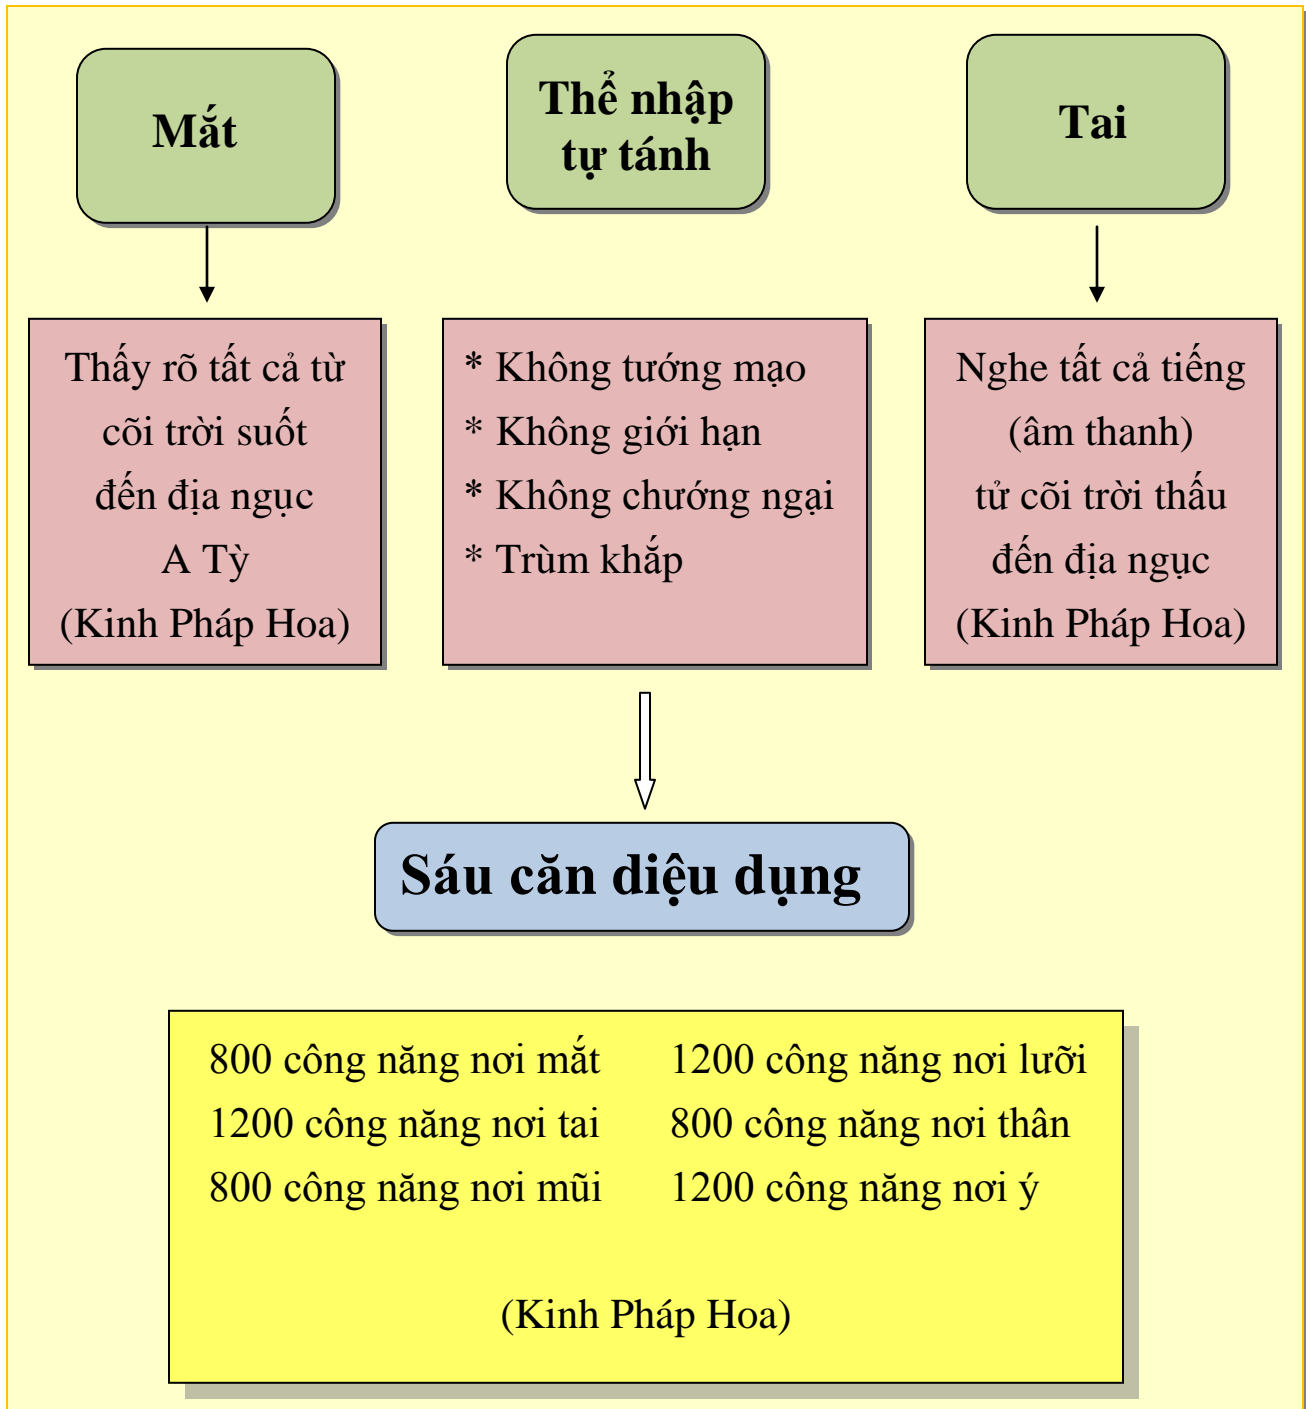 Mắt
Thể nhập
tự tánh
Tai
Thấy rõ tất cả từ
cõi trời suốt
đến địa ngục
A Tỳ
(Kinh Pháp Hoa)
* Không tướng mạo
* Không giới hạn
* Không chướng ngại
* Trùm khắp
Nghe tất cả tiếng
(âm thanh)
tử cõi trời thấu
đến địa ngục
(Kinh Pháp Hoa)
Sáu căn diệu dụng
800 công năng nơi mắt 1200 công năng nơi lưỡi
1200 công năng nơi tai 800 công năng nơi thân
800 công năng nơi mũi 1200 công năng nơi ý
(Kinh Pháp Hoa)